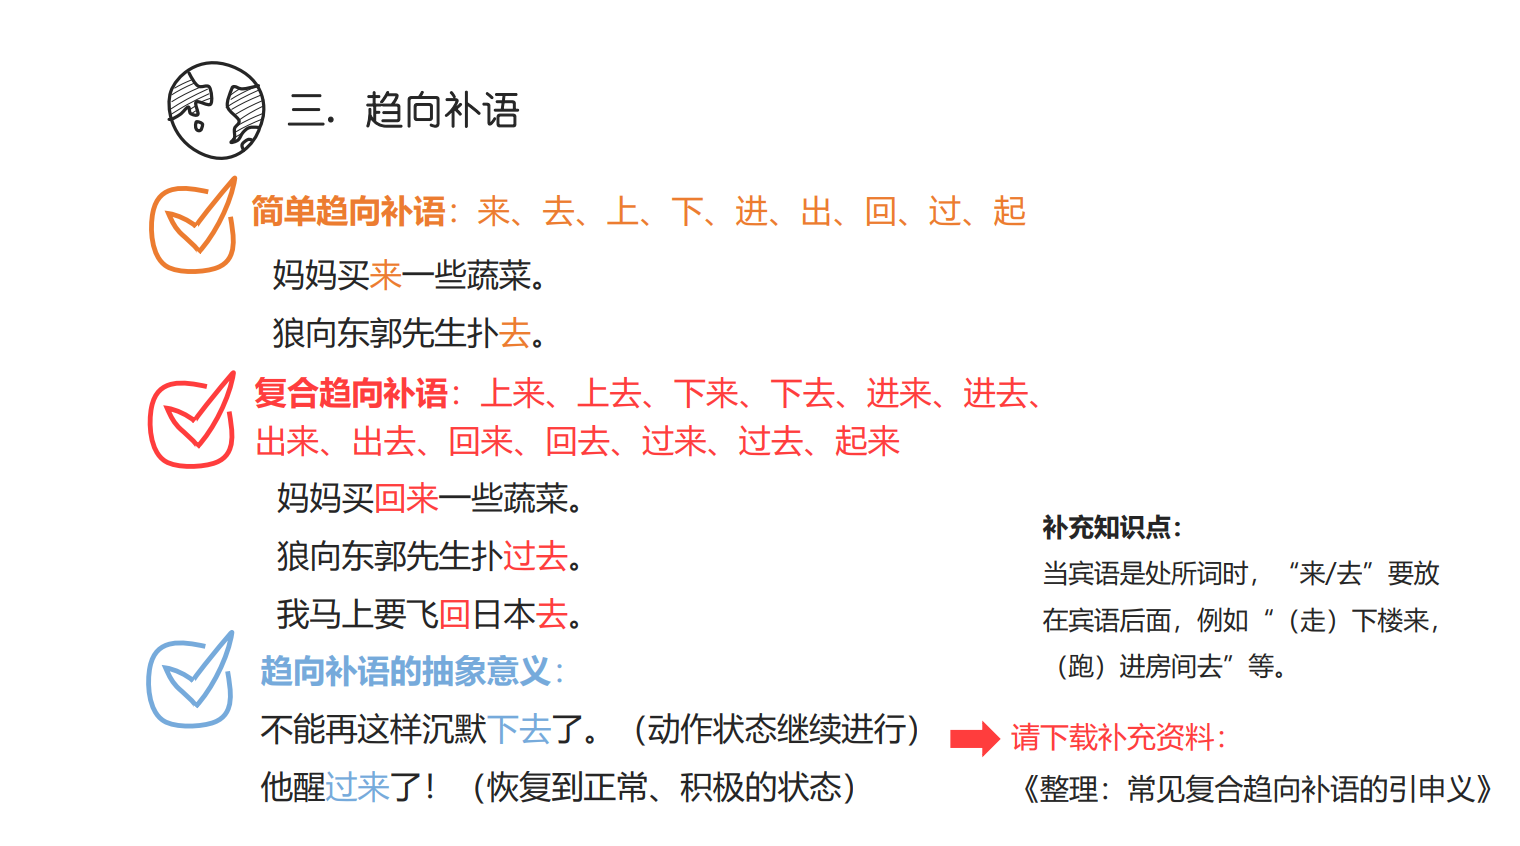 三. 趋向补语
简单趋向补语：来、去、上、下、进、出、回、过、起
妈妈买来一些蔬菜。
狼向东郭先生扑去。
复合趋向补语：上来、上去、下来、下去、进来、进去、
出来、出去、回来、回去、过来、过去、起来
妈妈买回来一些蔬菜。
狼向东郭先生扑过去。
我马上要飞回日本去。
趋向补语的抽象意义：
不能再这样沉默下去了。（动作状态继续进行）
他醒过来了！（恢复到正常、积极的状态）
补充知识点：
当宾语是处所词时，“来/去”要放
在宾语后面，例如“（走）下楼来，
（跑）进房间去”等。
请下载补充资料：
《整理：常见复合趋向补语的引申义》